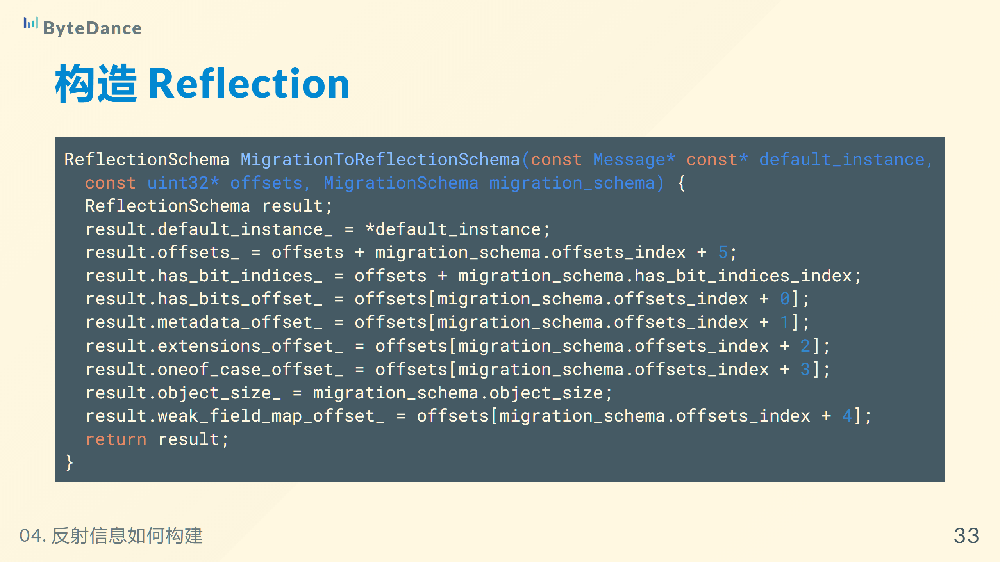 ByteDance
构造 Reflection
ReflectionSchema MigrationToReflectionSchema(const Message* const* default_instance,
  const uint32* offsets, MigrationSchema migration_schema) {
  ReflectionSchema result;
  result.default_instance_ = *default_instance;
  result.offsets_ = offsets + migration_schema.offsets_index + 5;
  result.has_bit_indices_ = offsets + migration_schema.has_bit_indices_index;
  result.has_bits_offset_ = offsets[migration_schema.offsets_index + 0];
  result.metadata_offset_ = offsets[migration_schema.offsets_index + 1];
  result.extensions_offset_ = offsets[migration_schema.offsets_index + 2];
  result.oneof_case_offset_ = offsets[migration_schema.offsets_index + 3];
  result.object_size_ = migration_schema.object_size;
  result.weak_field_map_offset_ = offsets[migration_schema.offsets_index + 4];
  return result;
}
04. 反射信息如何构建
33